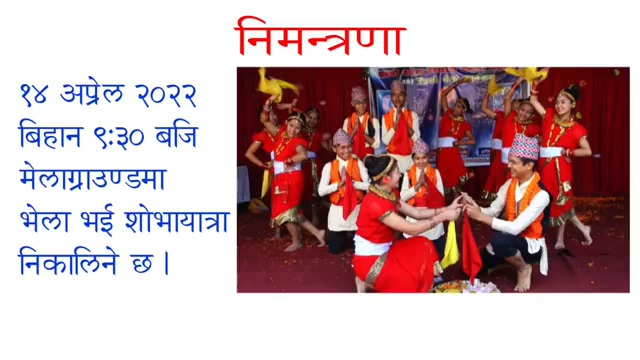 निमन्त्रणा
१४ अप्रेल २०२२
बिहान ९:३० बजि
मेलाग्राउण्डमा
भेला भई शोभायात्रा
निकालिने छ ।